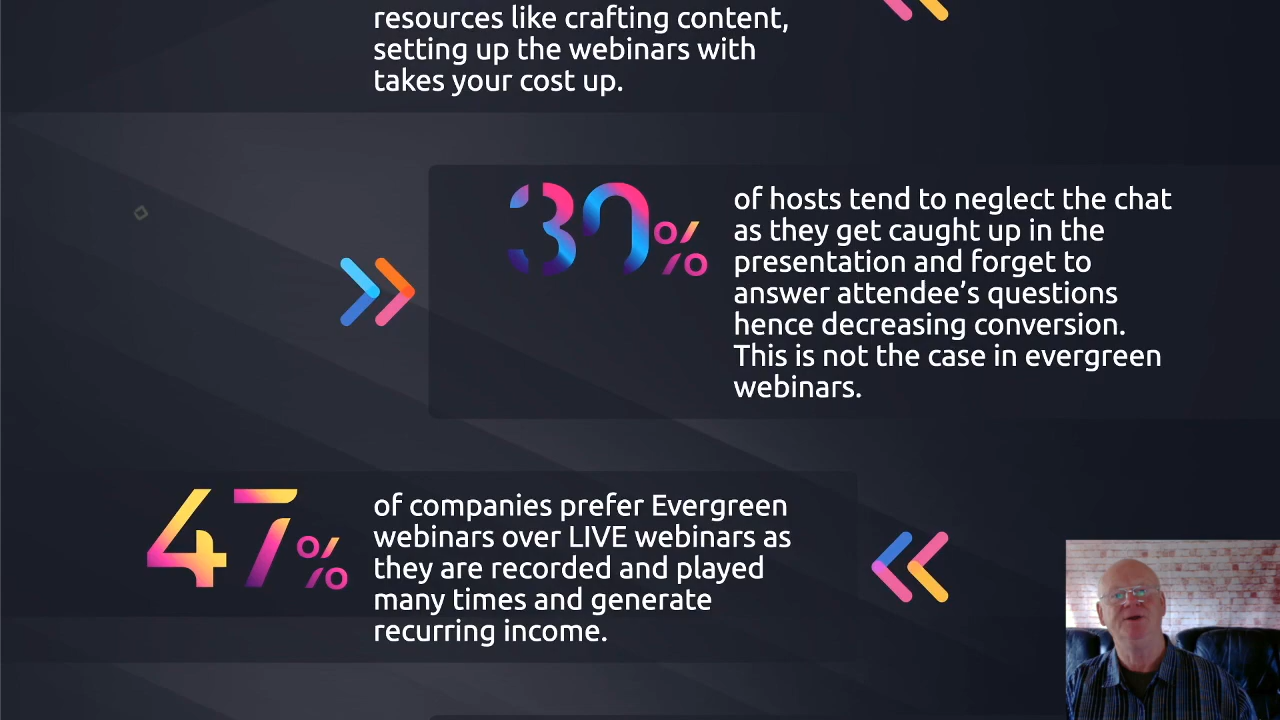 resources like crafting content,
setting up the webinars with
takes your cost up.
of hosts tend to neglect the chat
as they get caught up in the
presentation and forget to
answer attendee’s questions
hence decreasing conversion.
This is not the case in evergreen
webinars.
47%
of companies prefer Evergreen
webinars over LIVE webinars as
they are recorded and played
many times and generate
recurring income.